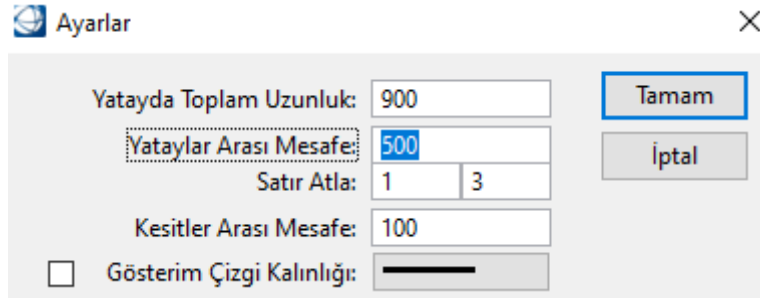 Ayarlar
Yatayda Toplam Uzunluk: 900 Tamam
Yataylar Arası Mesafe: 500 İptal
Satır Atla: 1 3
Kesitler Arası Mesafe: 100
Gösterim Çizgi Kalınlığı: